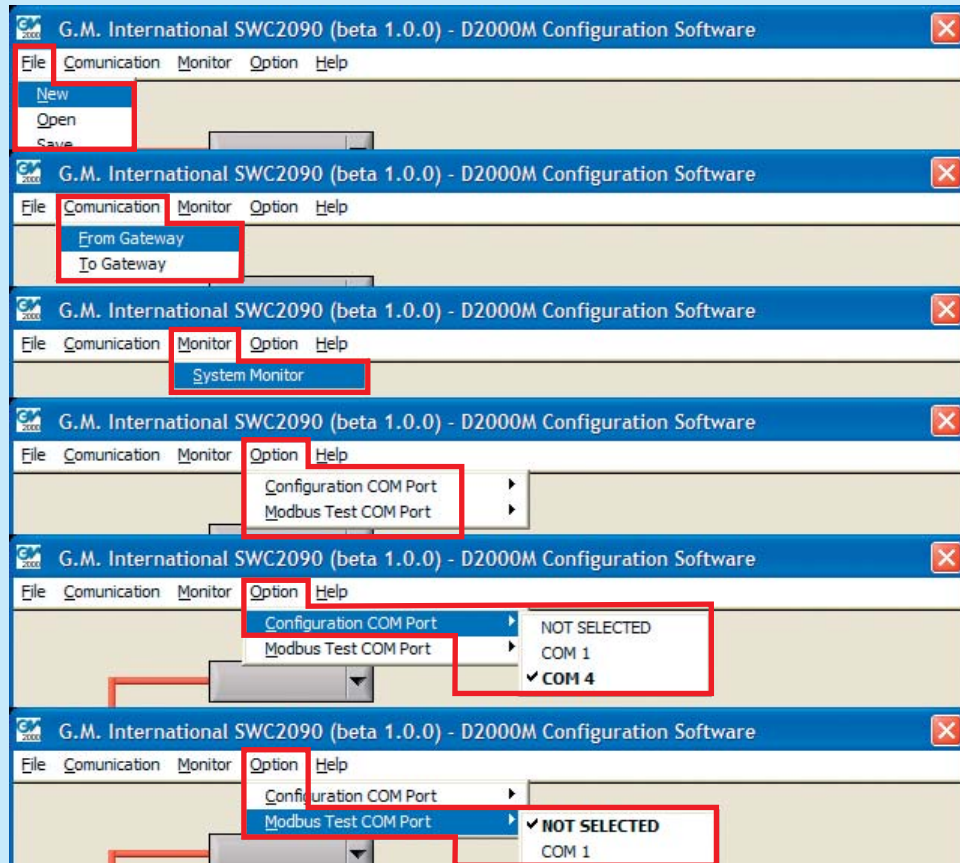 G.M. International SWC2090 (beta 1.0.0) - D2000M Configuration Software
File Comunication Monitor Option Help
New
Open
Save
G.M. International SWC2090 (beta 1.0.0) - D2000M Configuration Software
File Comunication Monitor Option Help
From Gateway
To Gateway
G.M. International SWC2090 (beta 1.0.0) - D2000M Configuration Software
File Comunication Monitor Option Help
System Monitor
G.M. International SWC2090 (beta 1.0.0) - D2000M Configuration Software
File Comunication Monitor Option Help
Configuration COM Port
Modbus Test COM Port
G.M. International SWC2090 (beta 1.0.0) - D2000M Configuration Software
File Comunication Monitor Option Help
Configuration COM Port NOT SELECTED
Modbus Test COM Port COM 1
COM 4
G.M. International SWC2090 (beta 1.0.0) - D2000M Configuration Software
File Comunication Monitor Option Help
Configuration COM Port
Modbus Test COM Port NOT SELECTED
COM 1